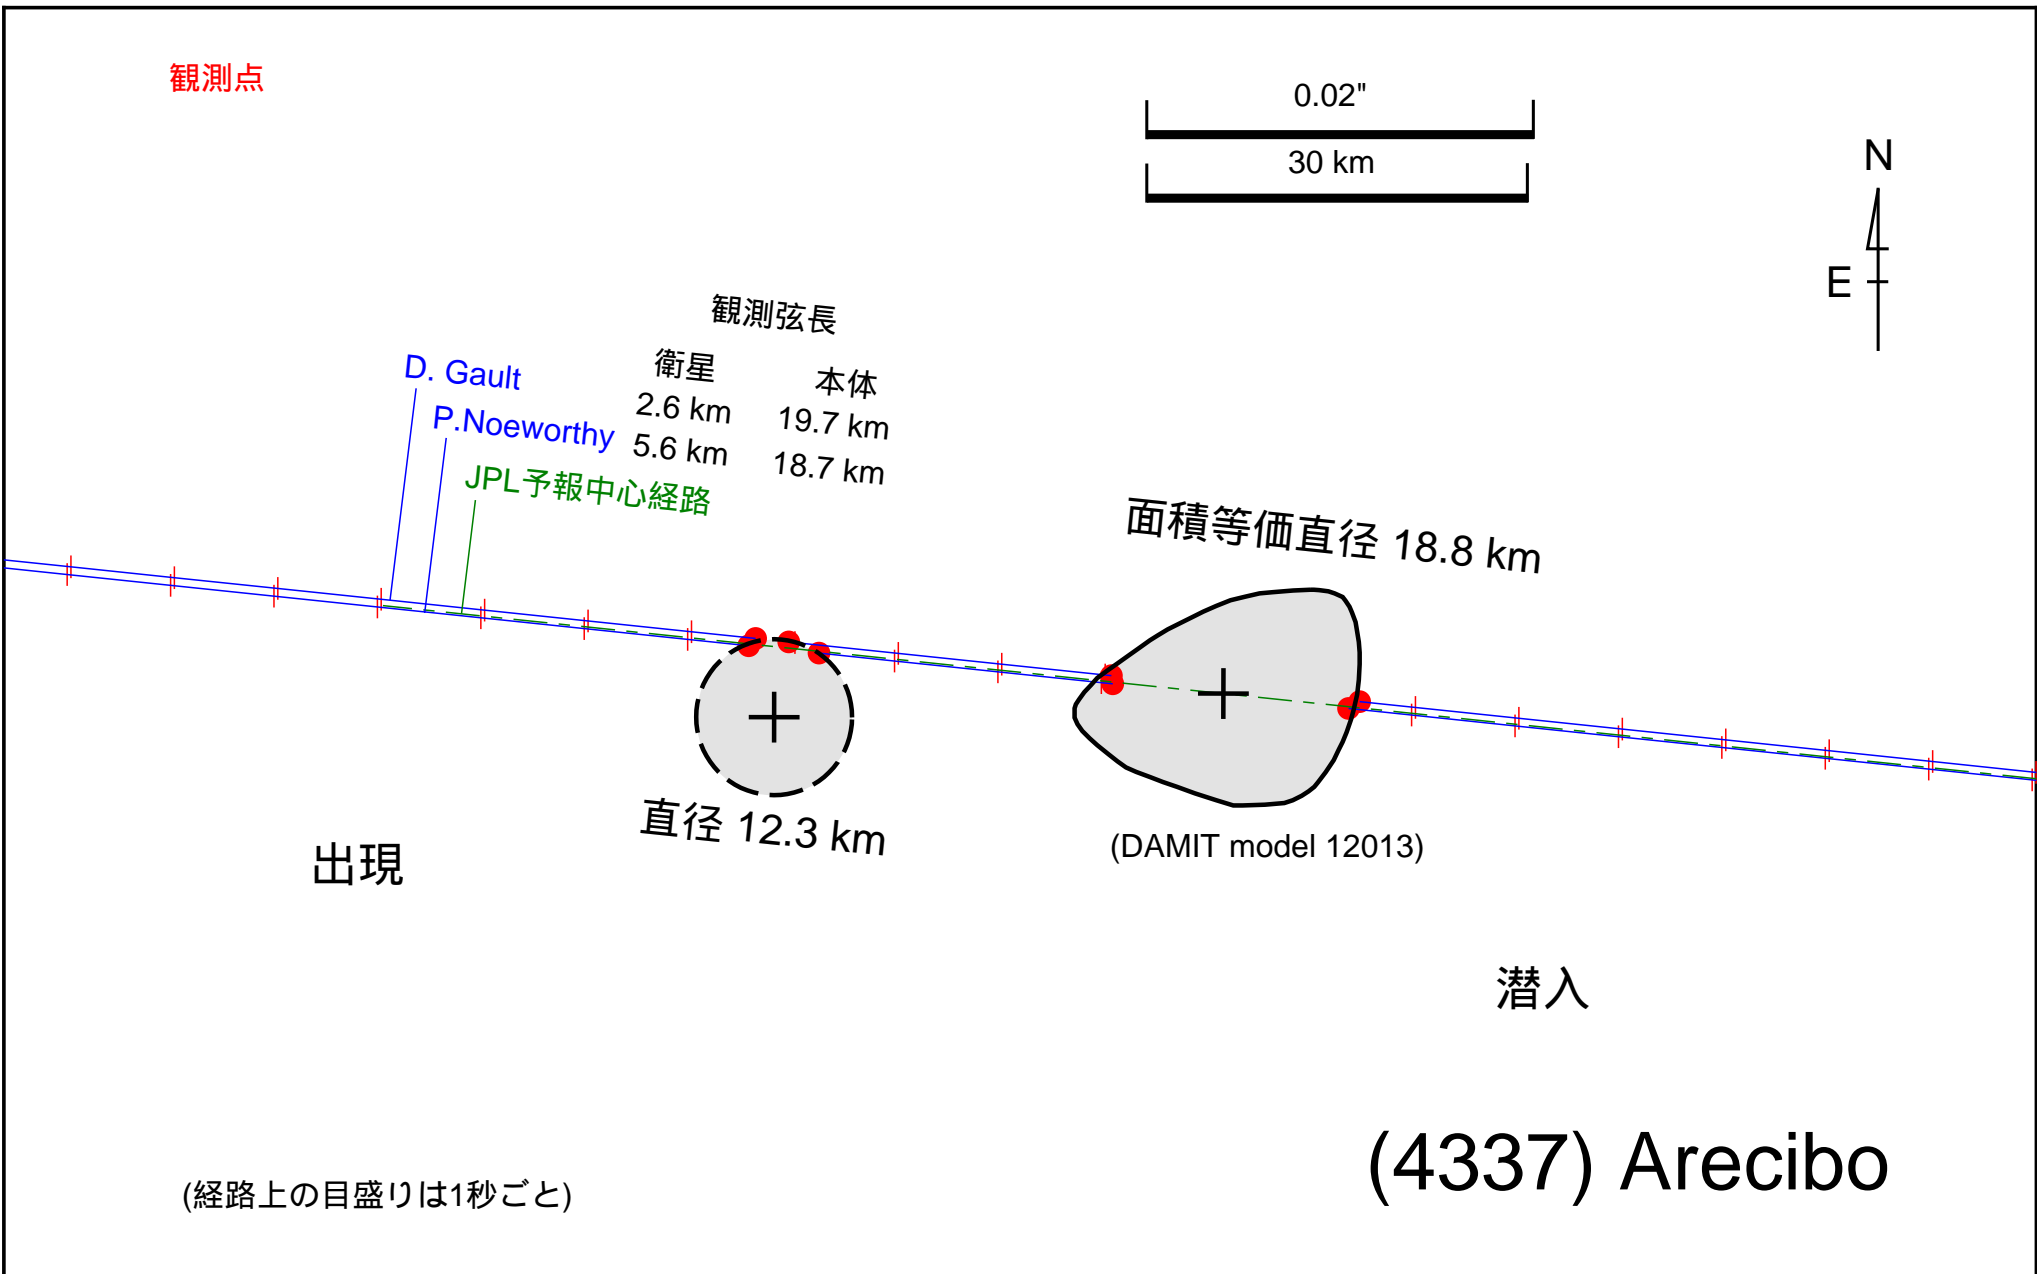 観測点
0.02"
30 km
N
E
観測弦長
衛星 本体
D. Gault 2.6 km 19.7 km
P.Noeworthy 5.6 km 18.7 km
JPL予報中心経路
面積等価直径 18.8 km
直径 12.3 km
(DAMIT model 12013)
出現
潜入
(4337) Arecibo
(経路上の目盛りは1秒ごと)